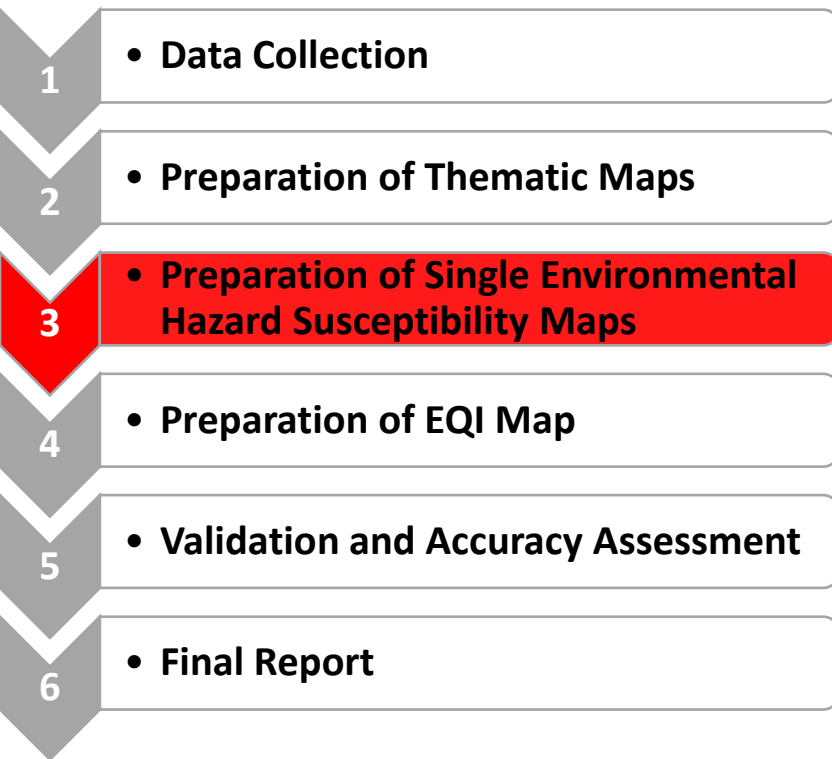 1
• Data Collection
2
• Preparation of Thematic Maps
3
• Preparation of Single Environmental
Hazard Susceptibility Maps
4
• Preparation of EQI Map
5
• Validation and Accuracy Assessment
6
• Final Report